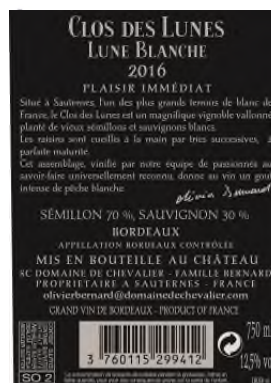 CLOS DES LUNES
LUNE BLANCHE
2016
PLAISIR IMMÉDIAT
Situé à Sauternes, l'un des plus grands terroirs de blanc de
France, le Clos des Lunes est un magnifique vignoble vallonné
planté de vieux sémillons et sauvignons blancs.
Les raisins sont cueillis à la main par tries successives, à
parfaite maturité.
Cet assemblage, vinifié par notre équipe de passionnés au
savoir-faire universellement reconnu, donne au vin un goût
intense de pêche blanche.
Olivia Bernard
SÉMILLON 70 %, SAUVIGNON 30 %
BORDEAUX
APPELLATION BORDEAUX CONTRÔLÉE
MIS EN BOUTEILLE AU CHÂTEAU
SC DOMAINE DE CHEVALIER - FAMILLE BERNARD
PROPRIETAIRE A SAUTERNES - FRANCE
olivierbernard@domainedechevalier.com
GRAND VIN DE BORDEAUX - PRODUCT OF FRANCE
750 m
12,5% vo
3 760115 299412
SO 2